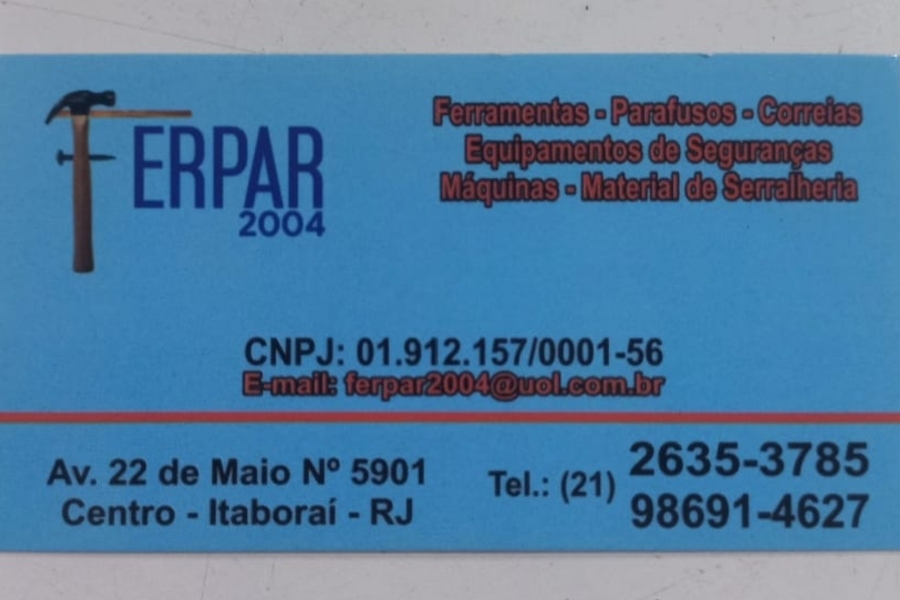 FERPAR
2004
Ferramentas - Parafusos - Correias
Equipamentos de Seguranças
Máquinas - Material de Serralheria
CNPJ: 01.912.157/0001-56
E-mail: ferpar2004@uol.com.br
Av. 22 de Maio Nº 5901
Centro - Itaboraí - RJ
Tel.: (21) 2635-3785
98691-4627